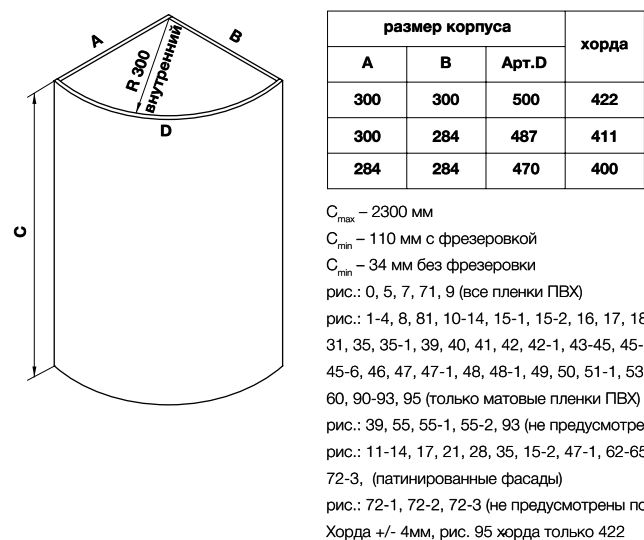 A
B
R 300
внутренний
D
C
размер корпуса хорда
A B Арт.D
300 300 500 422
300 284 487 411
284 284 470 400
Cmax – 2300 мм
Cmin – 110 мм с фрезеровкой
Cmin – 34 мм без фрезеровки
рис.: 0, 5, 7, 71, 9 (все пленки ПВХ)
рис.: 1-4, 8, 81, 10-14, 15-1, 15-2, 16, 17, 18
31, 35, 35-1, 39, 40, 41, 42, 42-1, 43-45, 45-
45-6, 46, 47, 47-1, 48, 48-1, 49, 50, 51-1, 53
60, 90-93, 95 (только матовые пленки ПВХ)
рис.: 39, 55, 55-1, 55-2, 93 (не предусмотре
рис.: 11-14, 17, 21, 28, 35, 15-2, 47-1, 62-65
72-3, (патинированные фасады)
рис.: 72-1, 72-2, 72-3 (не предусмотрены по
Хорда +/- 4мм, рис. 95 хорда только 422